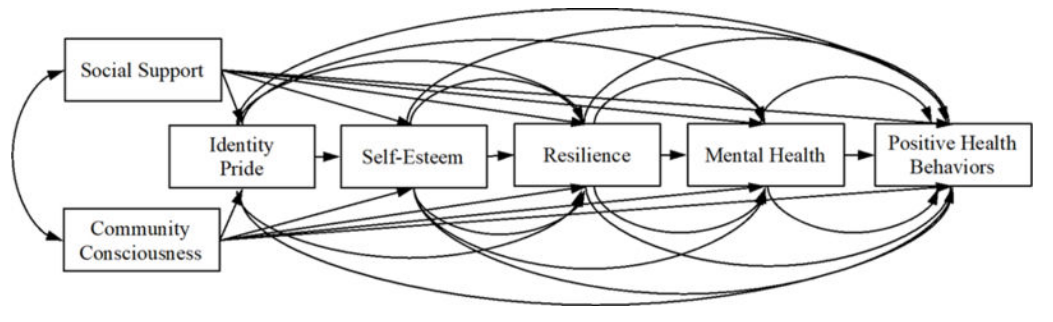 Social Support
Identity
Pride
Self-Esteem
Resilience
Mental Health
Positive Health
Behaviors
Community
Consciousness